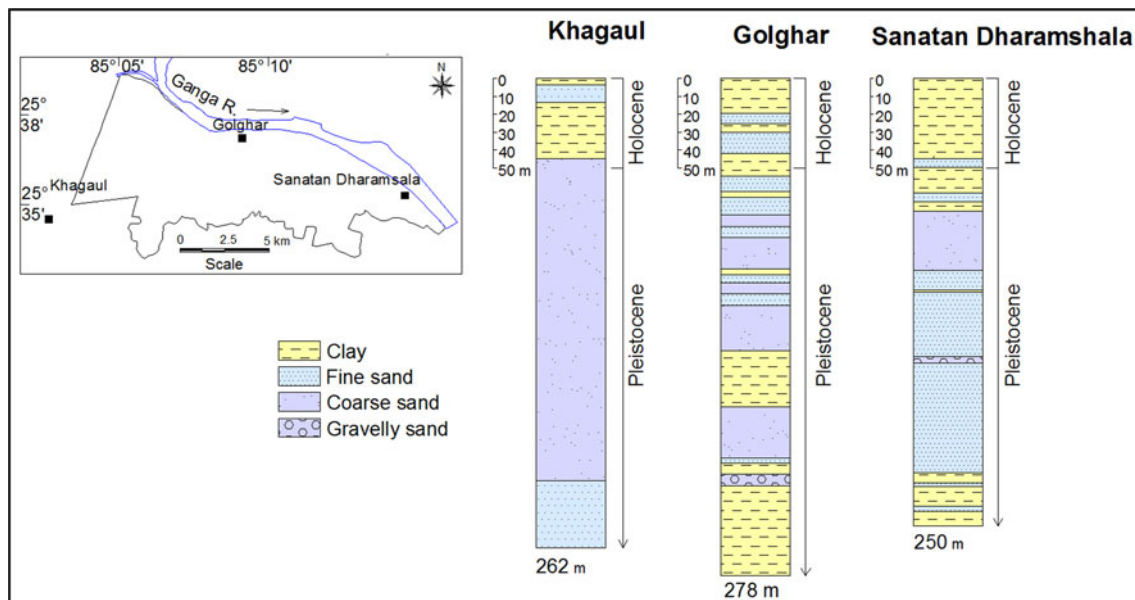 85° 05' 85° 10'
N
25°
38'
Ganga R.
Golghar
Khagaul
Sanatan Dharamsala
25°
35'
0 2.5 5 km
Scale
Clay
Fine sand
Coarse sand
Gravelly sand
Khagaul
0
10
20
30
40
50 m
Holocene
Pleistocene
262 m
Golghar
0
10
20
30
40
50 m
Holocene
Pleistocene
278 m
Sanatan Dharamshala
0
10
20
30
40
50 m
Holocene
Pleistocene
250 m